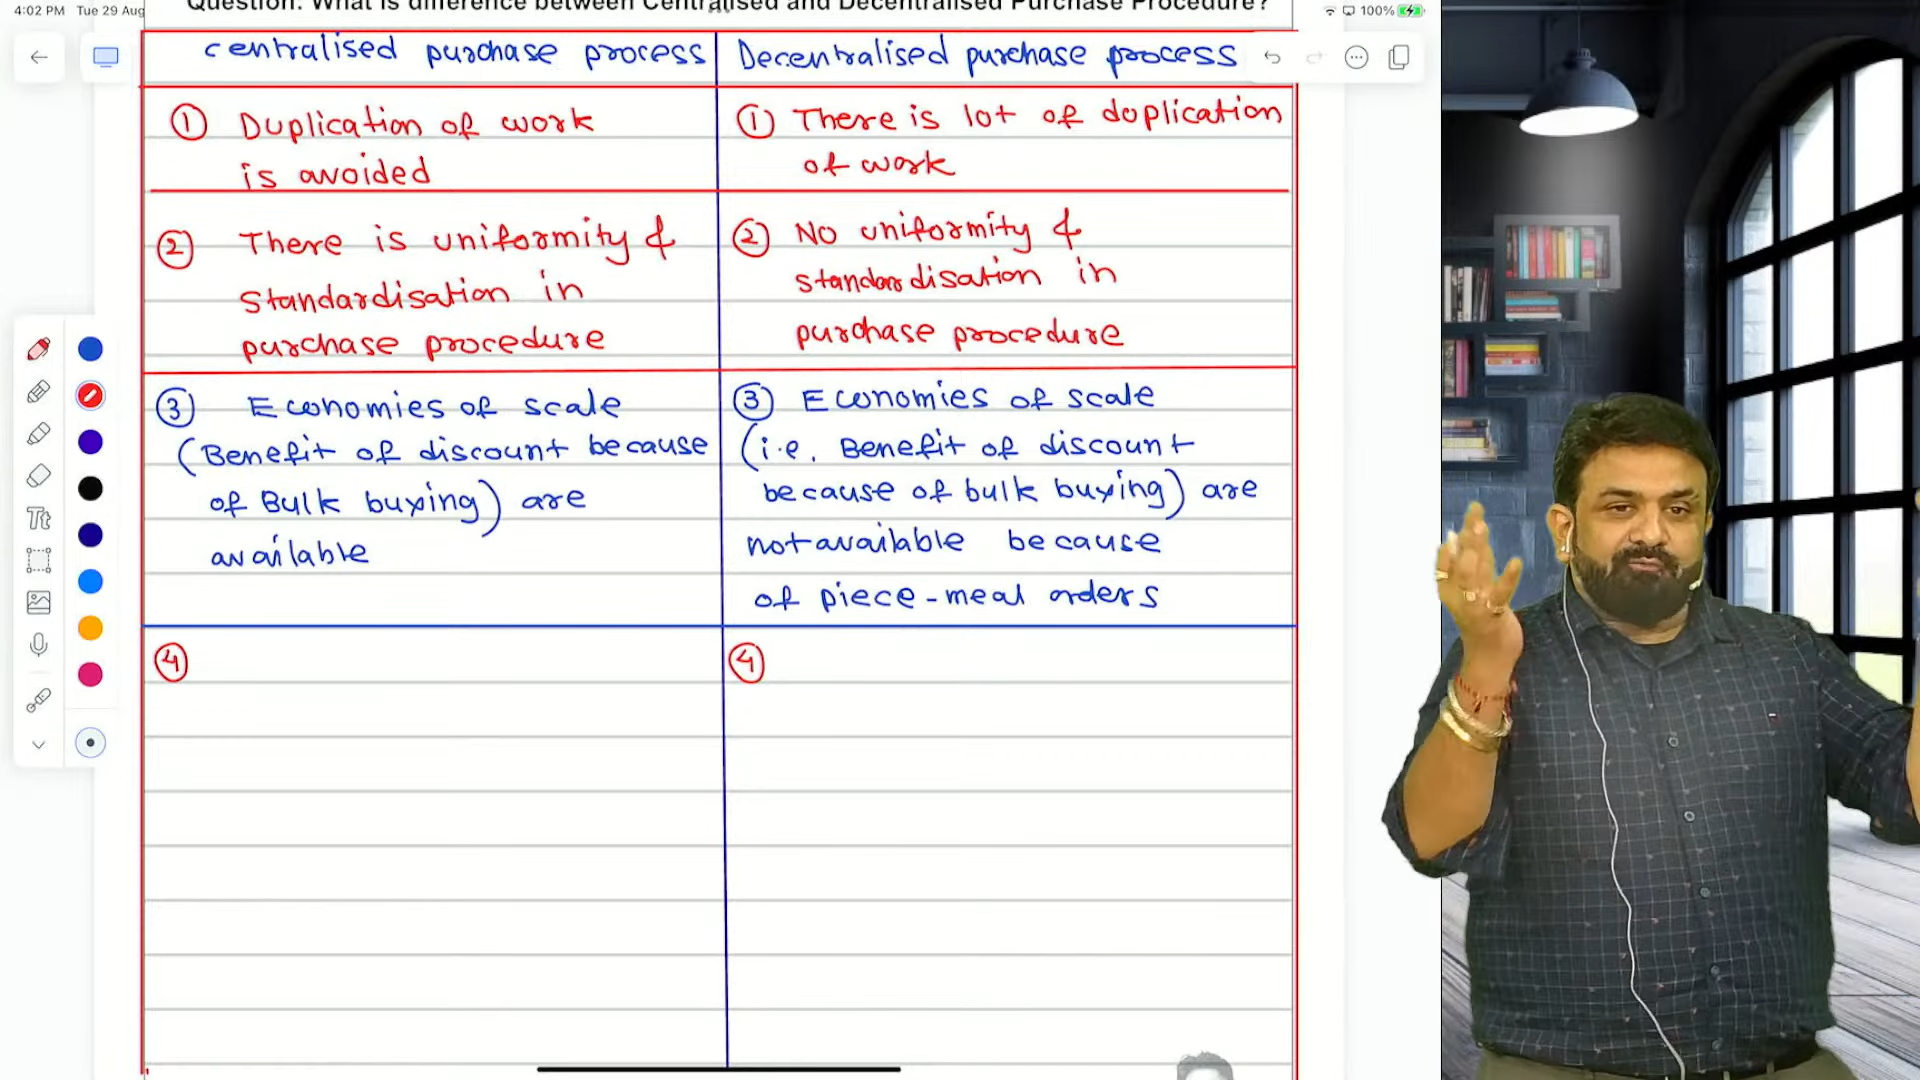 4:02 PM Tue 29 Aug
100%
Question: What is difference between Centralised and Decentralised Purchase Procedure?
centralised purchase process
Decentralised purchase process
① Duplication of work
is avoided
① There is lot of duplication
of work
② There is uniformity &
standardisation in
purchase procedure
② No uniformity &
standardisation in
purchase procedure
③ Economies of scale
(Benefit of discount because
of Bulk buying) are
available
③ Economies of scale
(i.e. Benefit of discount
because of bulk buying) are
not available because
of piece-meal orders
④
④
Tt